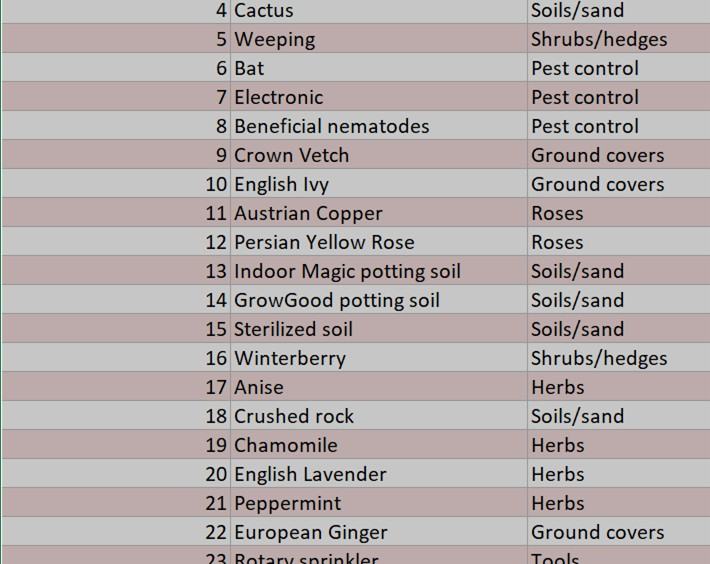 4 Cactus Soils/sand
5 Weeping Shrubs/hedges
6 Bat Pest control
7 Electronic Pest control
8 Beneficial nematodes Pest control
9 Crown Vetch Ground covers
10 English Ivy Ground covers
11 Austrian Copper Roses
12 Persian Yellow Rose Roses
13 Indoor Magic potting soil Soils/sand
14 GrowGood potting soil Soils/sand
15 Sterilized soil Soils/sand
16 Winterberry Shrubs/hedges
17 Anise Herbs
18 Crushed rock Soils/sand
19 Chamomile Herbs
20 English Lavender Herbs
21 Peppermint Herbs
22 European Ginger Ground covers
23 Rotary sprinkler Tools